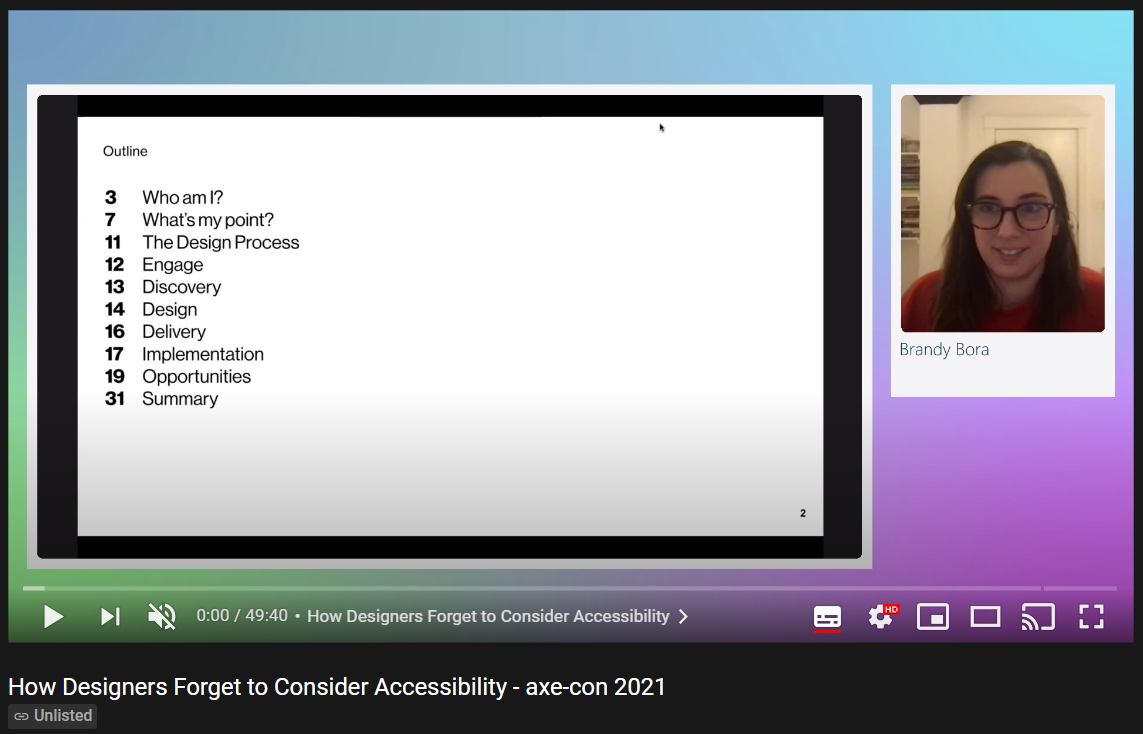 Outline
3 Who am I?
7 What's my point?
11 The Design Process
12 Engage
13 Discovery
14 Design
16 Delivery
17 Implementation
19 Opportunities
31 Summary
2
Brandy Bora
0:00 / 49:40 • How Designers Forget to Consider Accessibility
HD
How Designers Forget to Consider Accessibility - axe-con 2021
Unlisted